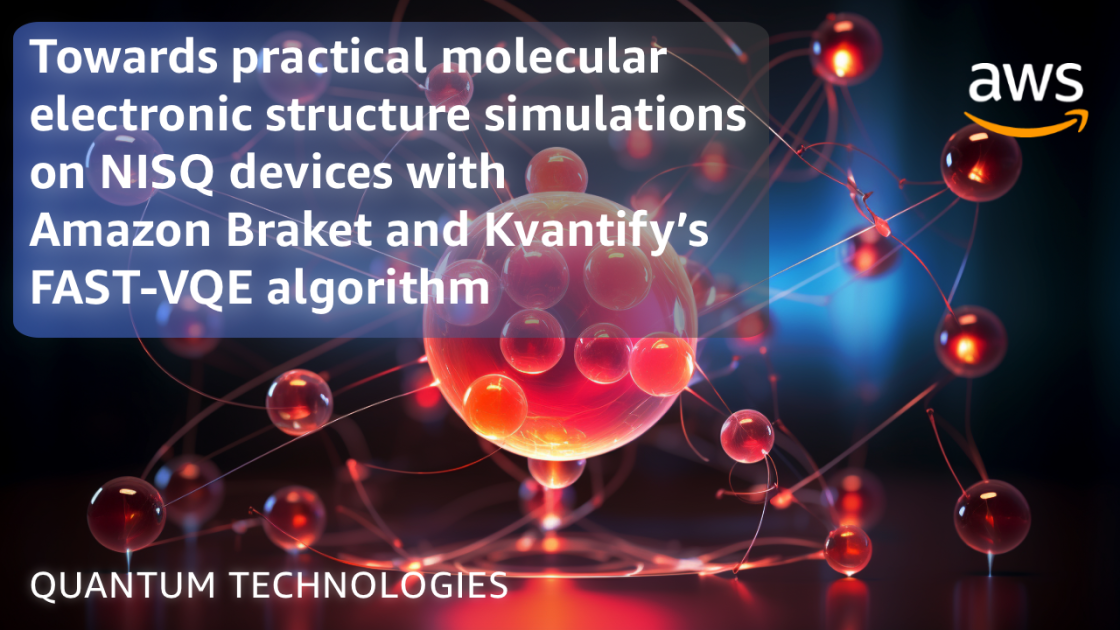 Towards practical molecular
electronic structure simulations
on NISQ devices with
Amazon Braket and Kvantify’s
FAST-VQE algorithm
aws
QUANTUM TECHNOLOGIES